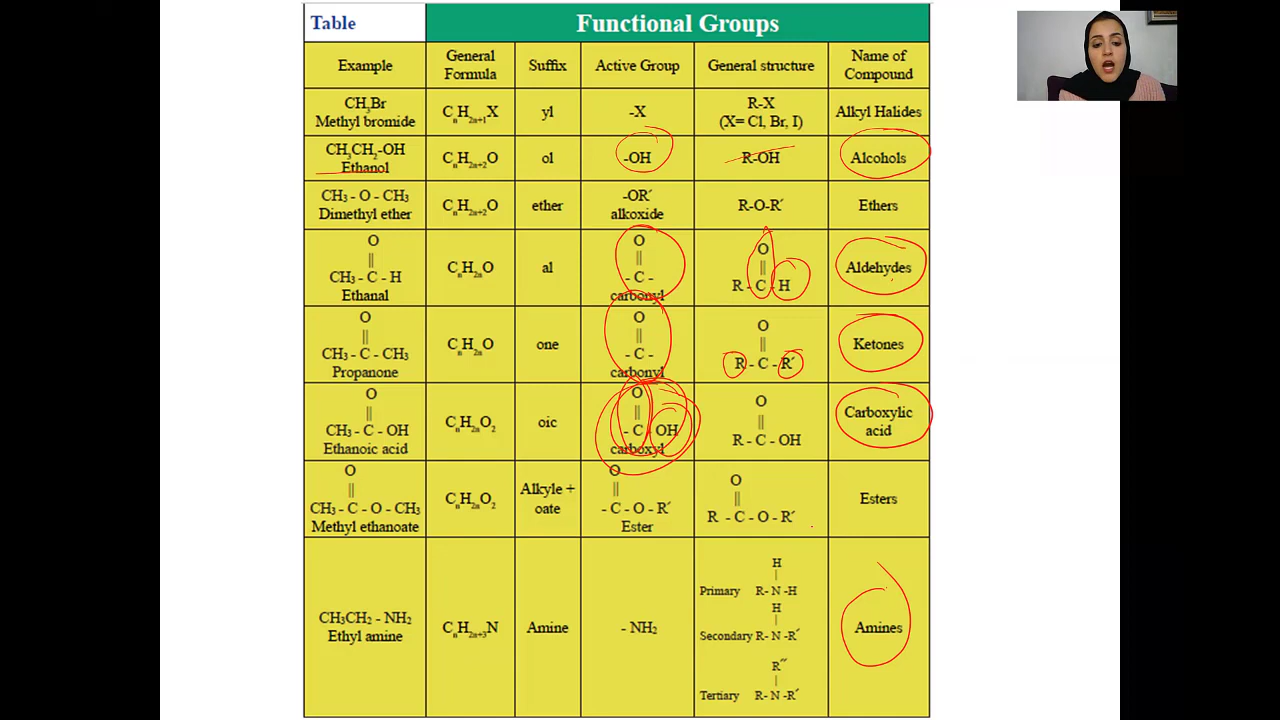 Table
Functional Groups
Example
General Formula
Suffix
Active Group
General structure
Name of Compound
CH3Br
Methyl bromide
CnH2n+1X
yl
-X
R-X
(X= Cl, Br, I)
Alkyl Halides
CH3CH2-OH
Ethanol
CnH2n+2O
ol
-OH
R-OH
Alcohols
CH3 - O - CH3
Dimethyl ether
CnH2n+2O
ether
-OR´
alkoxide
R-O-R´
Ethers
O
||
CH3 - C - H
Ethanal
CnH2nO
al
O
||
- C -
carbonyl
O
||
R - C - H
Aldehydes
O
||
CH3 - C - CH3
Propanone
CnH2nO
one
O
||
- C -
carbonyl
O
||
R - C - R´
Ketones
O
||
CH3 - C - OH
Ethanoic acid
CnH2nO2
oic
O
||
- C - OH
carboxyl
O
||
R - C - OH
Carboxylic acid
O
||
CH3 - C - O - CH3
Methyl ethanoate
CnH2nO2
Alkyle + oate
O
||
- C - O - R´
Ester
O
||
R - C - O - R´
Esters
CH3CH2 - NH2
Ethyl amine
CnH2n+3N
Amine
- NH2
H
|
Primary R- N -H
H
|
Secondary R- N -R´
R´´
|
Tertiary R- N -R´
Amines